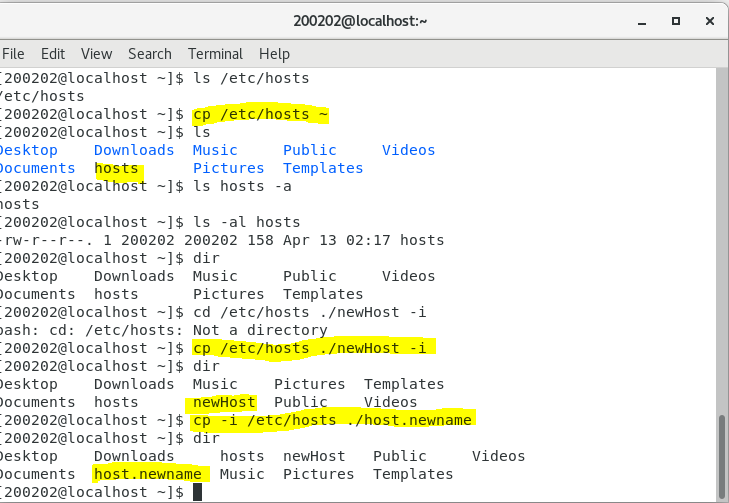 200202@localhost:~
File Edit View Search Terminal Help
[200202@localhost ~]$ ls /etc/hosts
/etc/hosts
[200202@localhost ~]$ cp /etc/hosts ~
[200202@localhost ~]$ ls
Desktop    Downloads  Music     Public     Videos
Documents  hosts      Pictures  Templates
[200202@localhost ~]$ ls hosts -a
hosts
[200202@localhost ~]$ ls -al hosts
-rw-r--r--. 1 200202 200202 158 Apr 13 02:17 hosts
[200202@localhost ~]$ dir
Desktop    Downloads  Music     Public     Videos
Documents  hosts      Pictures  Templates
[200202@localhost ~]$ cd /etc/hosts ./newHost -i
bash: cd: /etc/hosts: Not a directory
[200202@localhost ~]$ cp /etc/hosts ./newHost -i
[200202@localhost ~]$ dir
Desktop    Downloads  Music    Pictures  Templates
Documents  hosts      newHost  Public    Videos
[200202@localhost ~]$ cp -i /etc/hosts ./host.newname
[200202@localhost ~]$ dir
Desktop    Downloads     hosts  newHost   Public     Videos
Documents  host.newname  Music  Pictures  Templates
[200202@localhost ~]$